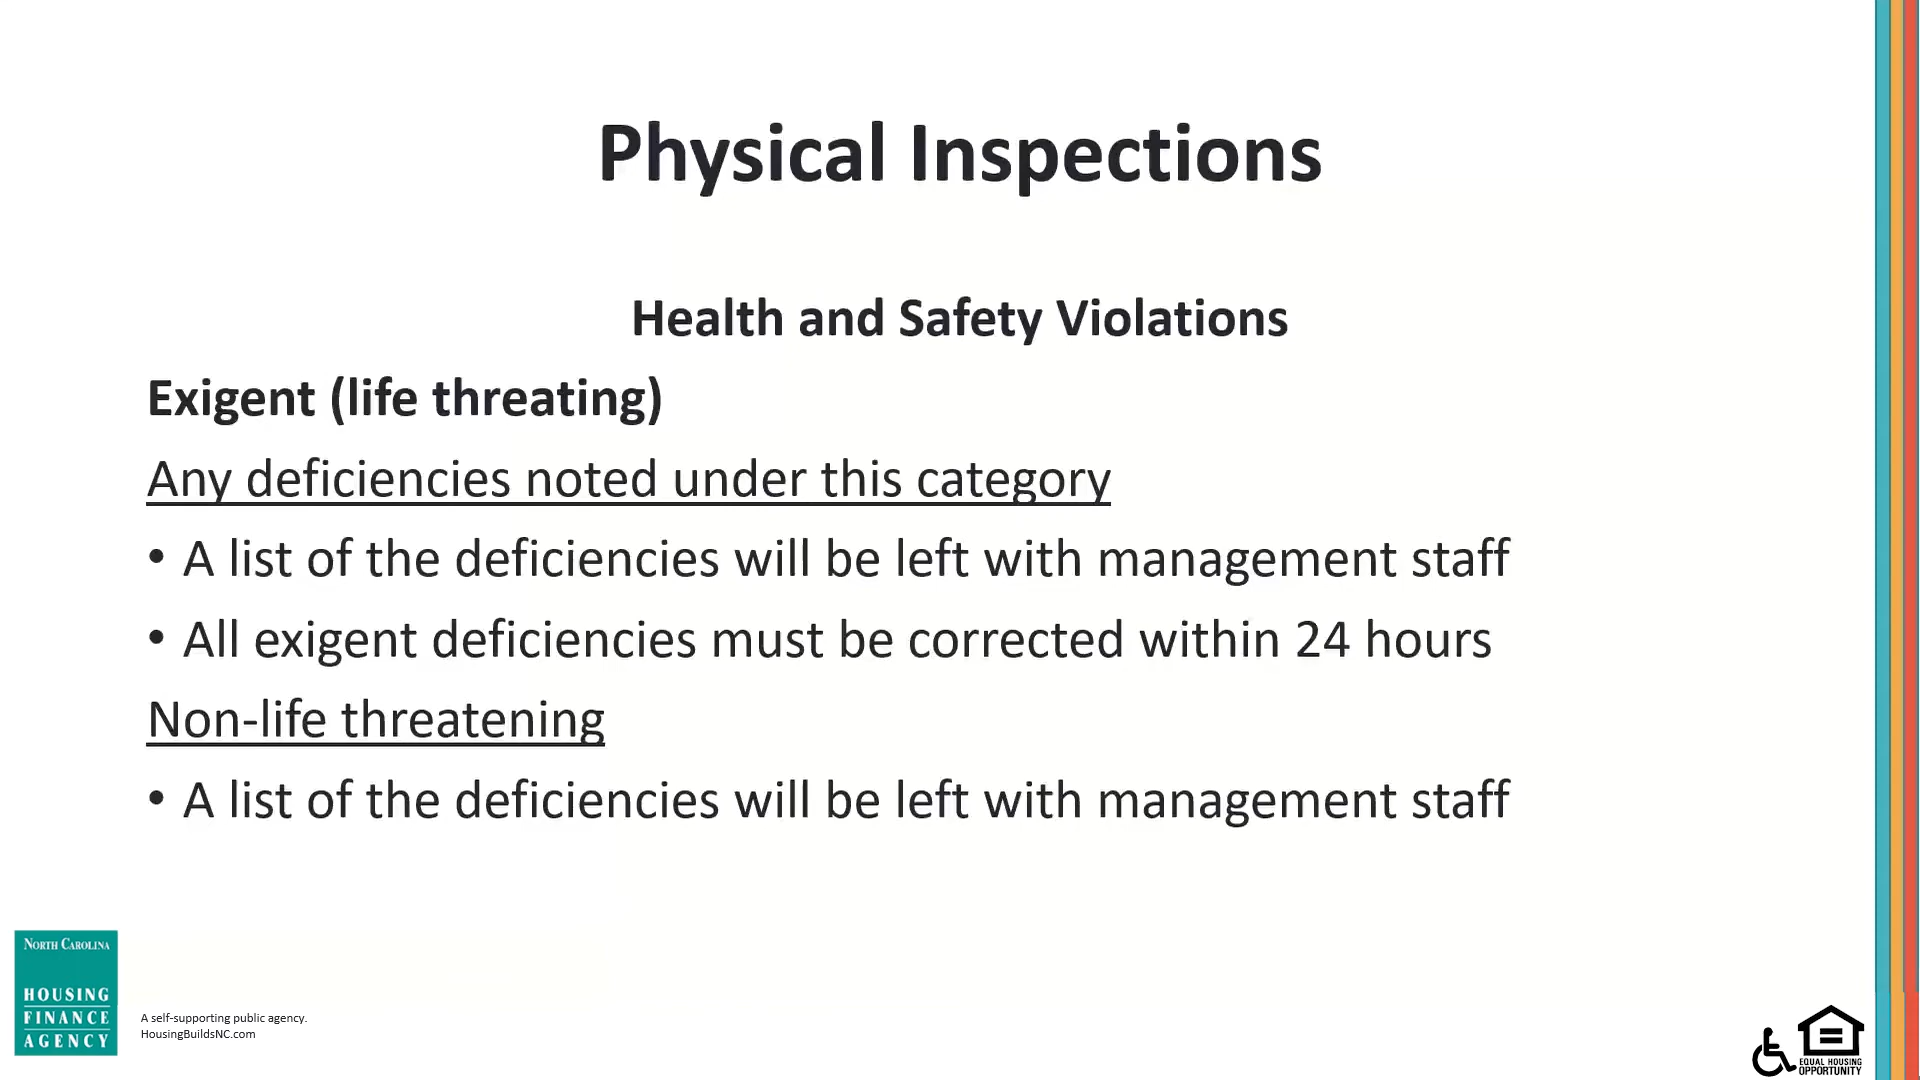 Physical Inspections
Health and Safety Violations
Exigent (life threating)
Any deficiencies noted under this category
• A list of the deficiencies will be left with management staff
• All exigent deficiencies must be corrected within 24 hours
Non-life threatening
• A list of the deficiencies will be left with management staff
NORTH CAROLINA
HOUSING
FINANCE
AGENCY
A self-supporting public agency.
HousingBuildsNC.com
EQUAL HOUSING
OPPORTUNITY